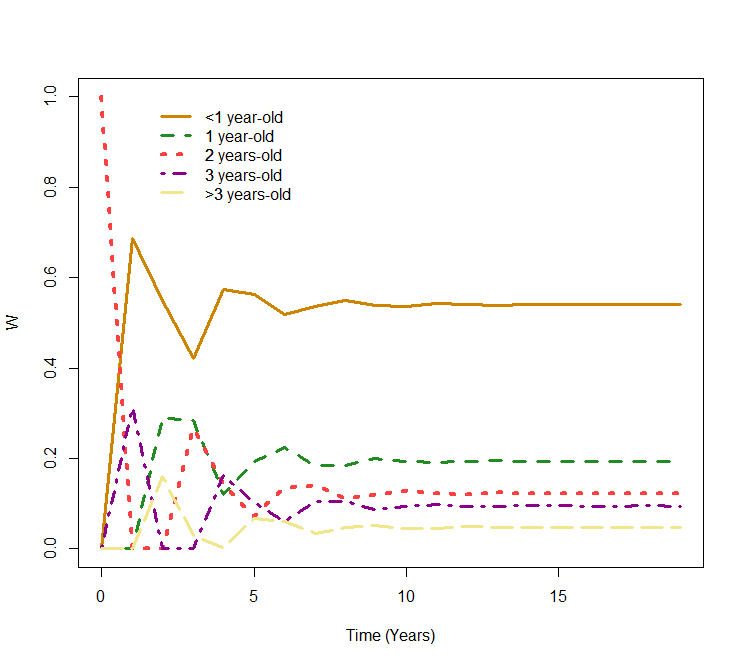 1.0
0.8
0.6
0.4
0.2
0.0
W
<1 year-old
1 year-old
2 years-old
3 years-old
>3 years-old
0 5 10 15
Time (Years)